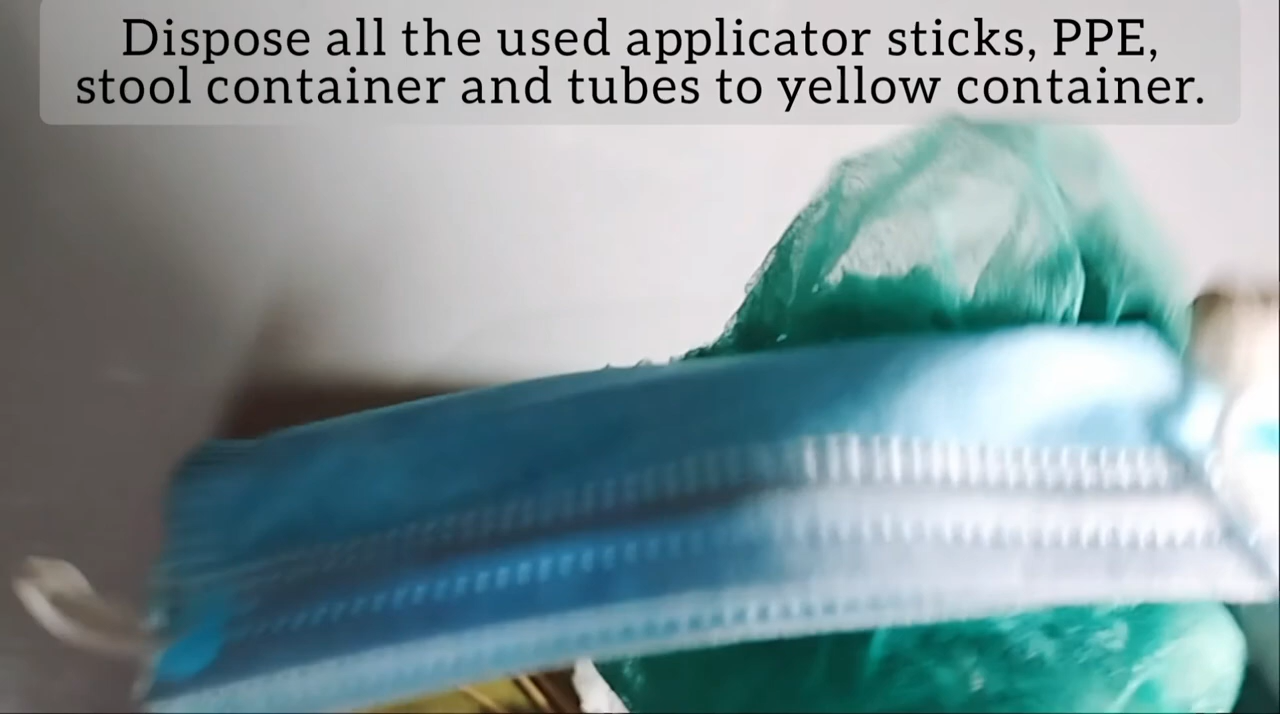 Dispose all the used applicator sticks, PPE,
stool container and tubes to yellow container.